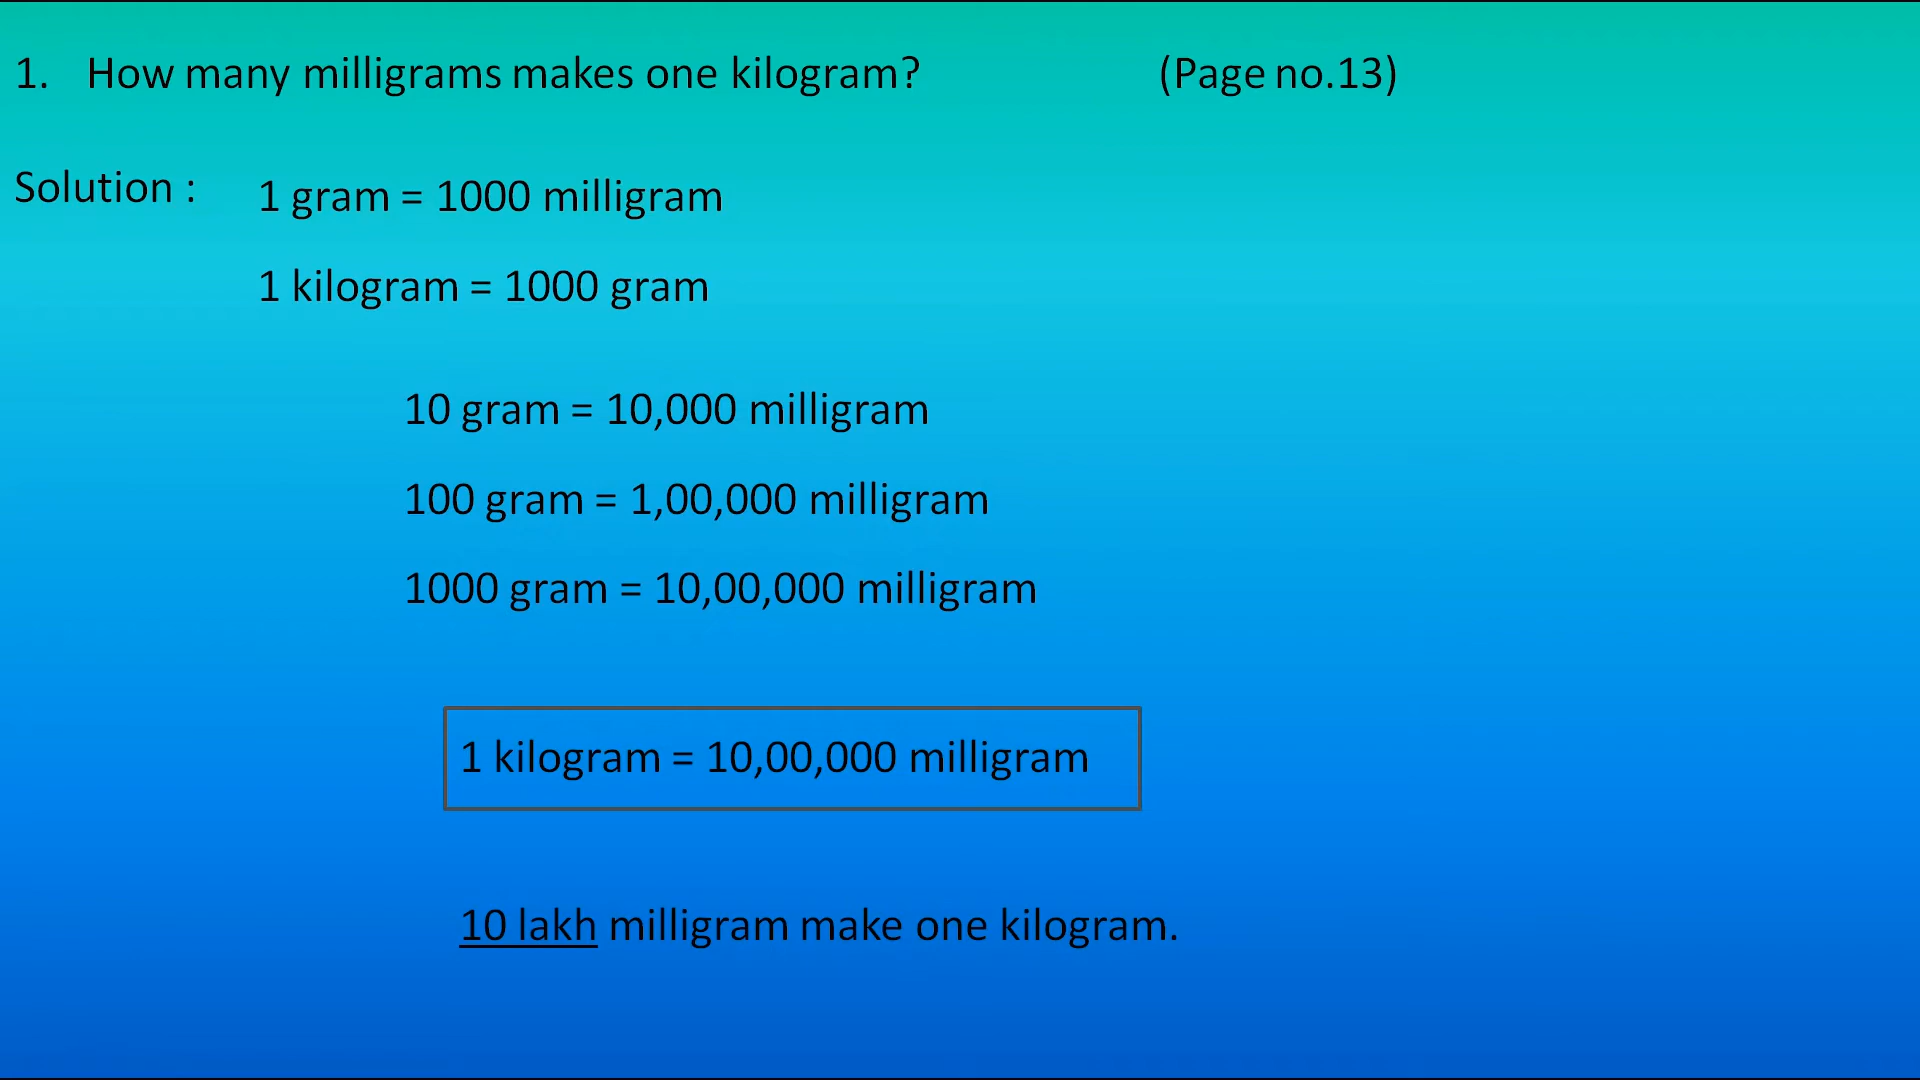 1. How many milligrams makes one kilogram? (Page no.13)
Solution : 1 gram = 1000 milligram
1 kilogram = 1000 gram
10 gram = 10,000 milligram
100 gram = 1,00,000 milligram
1000 gram = 10,00,000 milligram
1 kilogram = 10,00,000 milligram
10 lakh milligram make one kilogram.